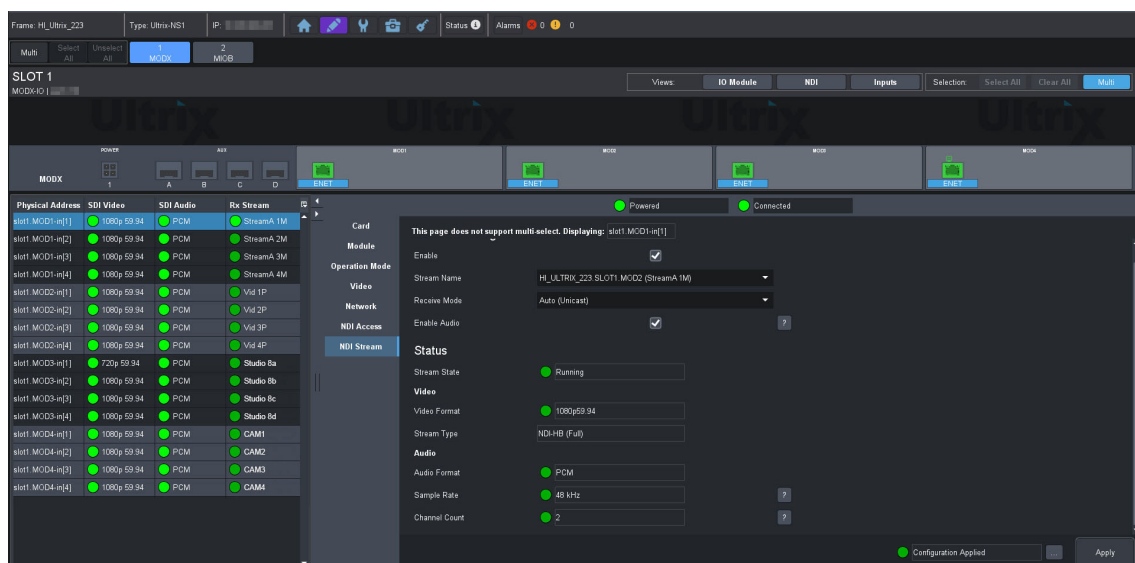 Frame: HI_Ultrix_223 Type: Ultrix-NS1 IP: Status Alarms 0 0
Multi Select All Unselect All 1 MODX 2 MIOB
SLOT 1
MODX-IO |
Views: IO Module NDI Inputs Selection: Select All Clear All Multi
Ultrix Ultrix Ultrix Ultrix
POWER AUX MOD1 MOD2 MOD3 MOD4
MODX 1 A B C D ENET ENET ENET ENET
Physical Address SDI Video SDI Audio Rx Stream
slot1.MOD1-in[1] 1080p 59.94 PCM StreamA 1M
slot1.MOD1-in[2] 1080p 59.94 PCM StreamA 2M
slot1.MOD1-in[3] 1080p 59.94 PCM StreamA 3M
slot1.MOD1-in[4] 1080p 59.94 PCM StreamA 4M
slot1.MOD2-in[1] 1080p 59.94 PCM Vid 1P
slot1.MOD2-in[2] 1080p 59.94 PCM Vid 2P
slot1.MOD2-in[3] 1080p 59.94 PCM Vid 3P
slot1.MOD2-in[4] 1080p 59.94 PCM Vid 4P
slot1.MOD3-in[1] 720p 59.94 PCM Studio 8a
slot1.MOD3-in[2] 1080p 59.94 PCM Studio 8b
slot1.MOD3-in[3] 1080p 59.94 PCM Studio 8c
slot1.MOD3-in[4] 1080p 59.94 PCM Studio 8d
slot1.MOD4-in[1] 1080p 59.94 PCM CAM1
slot1.MOD4-in[2] 1080p 59.94 PCM CAM2
slot1.MOD4-in[3] 1080p 59.94 PCM CAM3
slot1.MOD4-in[4] 1080p 59.94 PCM CAM4
Card
Module
Operation Mode
Video
Network
NDI Access
NDI Stream
Powered Connected
This page does not support multi-select. Displaying: slot1.MOD1-in[1]
Enable
Stream Name HI_ULTRIX_223.SLOT1.MOD2 (StreamA 1M)
Receive Mode Auto (Unicast)
Enable Audio ?
Status
Stream State Running
Video
Video Format 1080p59.94
Stream Type NDI-HB (Full)
Audio
Audio Format PCM
Sample Rate 48 kHz ?
Channel Count 2 ?
Configuration Applied ... Apply